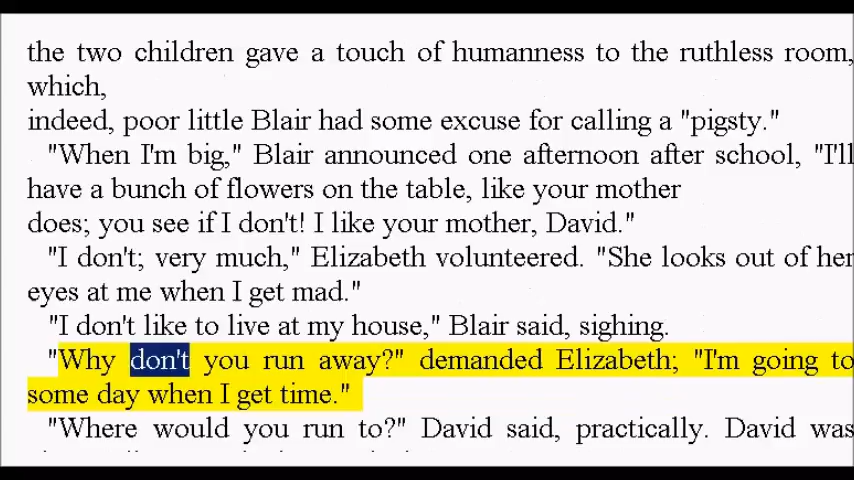 the two children gave a touch of humanness to the ruthless room,
which,
indeed, poor little Blair had some excuse for calling a "pigsty."
"When I'm big," Blair announced one afternoon after school, "I'll
have a bunch of flowers on the table, like your mother
does; you see if I don't! I like your mother, David."
"I don't; very much," Elizabeth volunteered. "She looks out of her
eyes at me when I get mad."
"I don't like to live at my house," Blair said, sighing.
"Why don't you run away?" demanded Elizabeth; "I'm going to
some day when I get time."
"Where would you run to?" David said, practically. David was